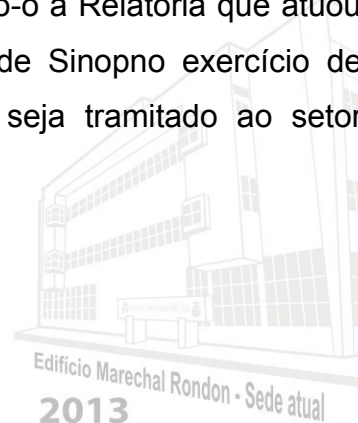 -o à Relatoria que atuou
de Sinopno exercício de
seja tramitado ao setor
Edifício Marechal Rondon - Sede atual
2013